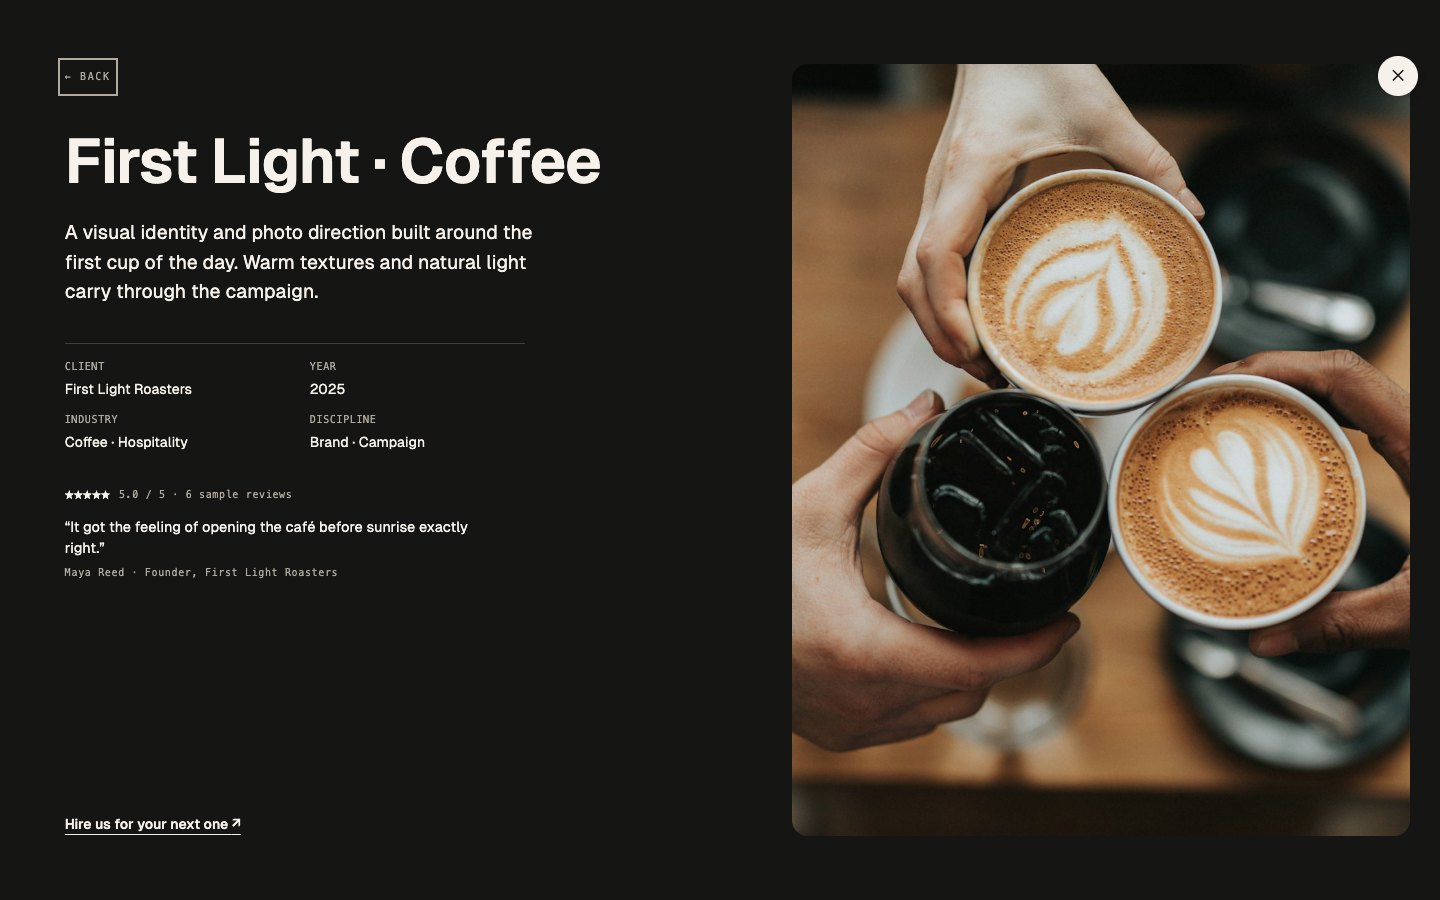 ← BACK
First Light · Coffee
A visual identity and photo direction built around the
first cup of the day. Warm textures and natural light
carry through the campaign.
CLIENT
First Light Roasters
YEAR
2025
INDUSTRY
Coffee · Hospitality
DISCIPLINE
Brand · Campaign
★★★★★ 5.0 / 5 · 6 sample reviews
“It got the feeling of opening the café before sunrise exactly
right.”
Maya Reed · Founder, First Light Roasters
Hire us for your next one ↗